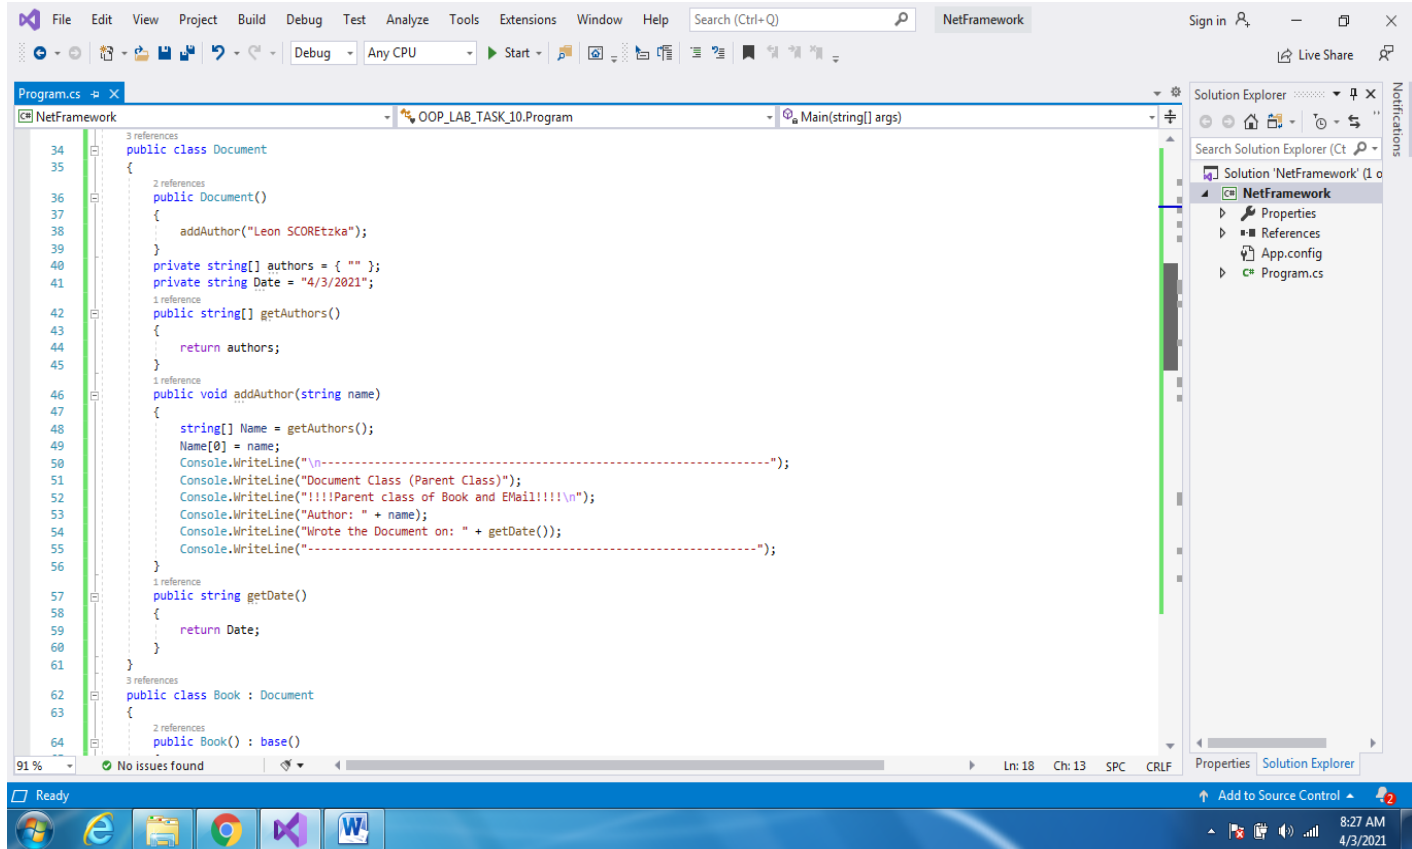 File Edit View Project Build Debug Test Analyze Tools Extensions Window Help Search (Ctrl+Q) NetFramework Sign in
Debug Any CPU Start Live Share
Program.cs
NetFramework OOP_LAB_TASK_10.Program Main(string[] args)
3 references
34 public class Document
35 {
2 references
36 public Document()
37 {
38 addAuthor("Leon SCOREtzka");
39 }
40 private string[] authors = { "" };
41 private string Date = "4/3/2021";
1 reference
42 public string[] getAuthors()
43 {
44 return authors;
45 }
1 reference
46 public void addAuthor(string name)
47 {
48 string[] Name = getAuthors();
49 Name[0] = name;
50 Console.WriteLine("\n-------------------------------------------------------------------");
51 Console.WriteLine("Document Class (Parent Class)");
52 Console.WriteLine("!!!!Parent class of Book and EMail!!!!\n");
53 Console.WriteLine("Author: " + name);
54 Console.WriteLine("Wrote the Document on: " + getDate());
55 Console.WriteLine("-------------------------------------------------------------------");
56 }
1 reference
57 public string getDate()
58 {
59 return Date;
60 }
61 }
3 references
62 public class Book : Document
63 {
2 references
64 public Book() : base()
91 % No issues found Ln: 18 Ch: 13 SPC CRLF
Solution Explorer
Search Solution Explorer (Ct
Solution 'NetFramework' (1 o
C# NetFramework
Properties
References
App.config
C# Program.cs
Properties Solution Explorer
Notifications
Ready Add to Source Control 2
8:27 AM
4/3/2021